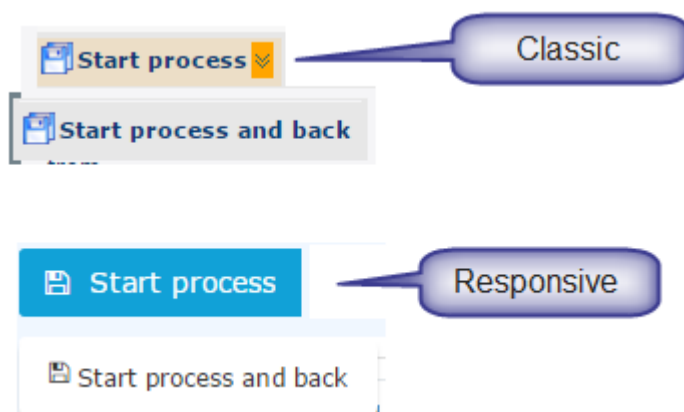 Start process
Classic
Start process and back
Start process
Responsive
Start process and back